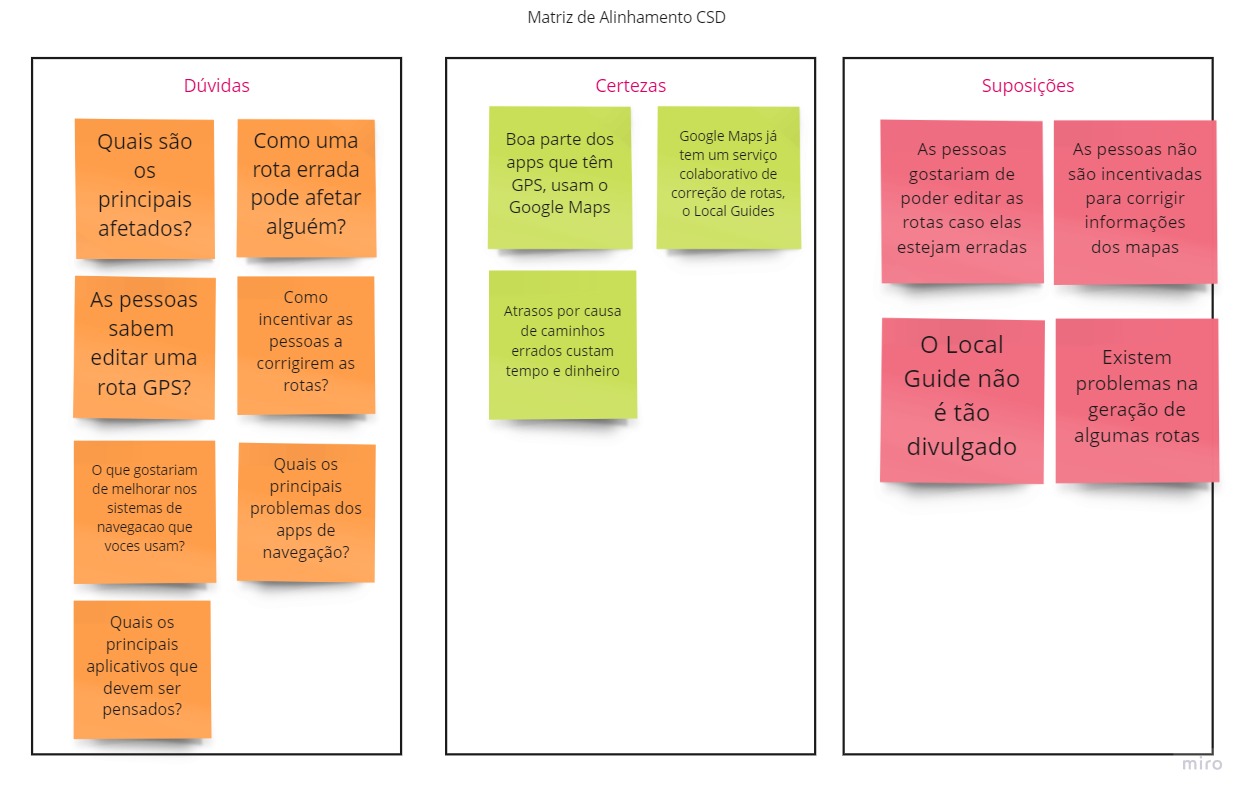 Matriz de Alinhamento CSD
Dúvidas
Quais são
os
principais
afetados?
Como uma
rota errada
pode afetar
alguém?
As pessoas
sabem
editar uma
rota GPS?
Como
incentivar as
pessoas a
corrigirem as
rotas?
O que gostariam
de melhorar nos
sistemas de
navegacao que
voces usam?
Quais os
principais
problemas dos
apps de
navegação?
Quais os
principais
aplicativos que
devem ser
pensados?
Certezas
Boa parte dos
apps que têm
GPS, usam o
Google Maps
Google Maps já
tem um serviço
colaborativo de
correção de rotas,
o Local Guides
Atrasos por causa
de caminhos
errados custam
tempo e dinheiro
Suposições
As pessoas
gostariam de
poder editar as
rotas caso elas
estejam erradas
As pessoas não
são incentivadas
para corrigir
informações
dos mapas
O Local
Guide não
é tão
divulgado
Existem
problemas na
geração de
algumas rotas
miro